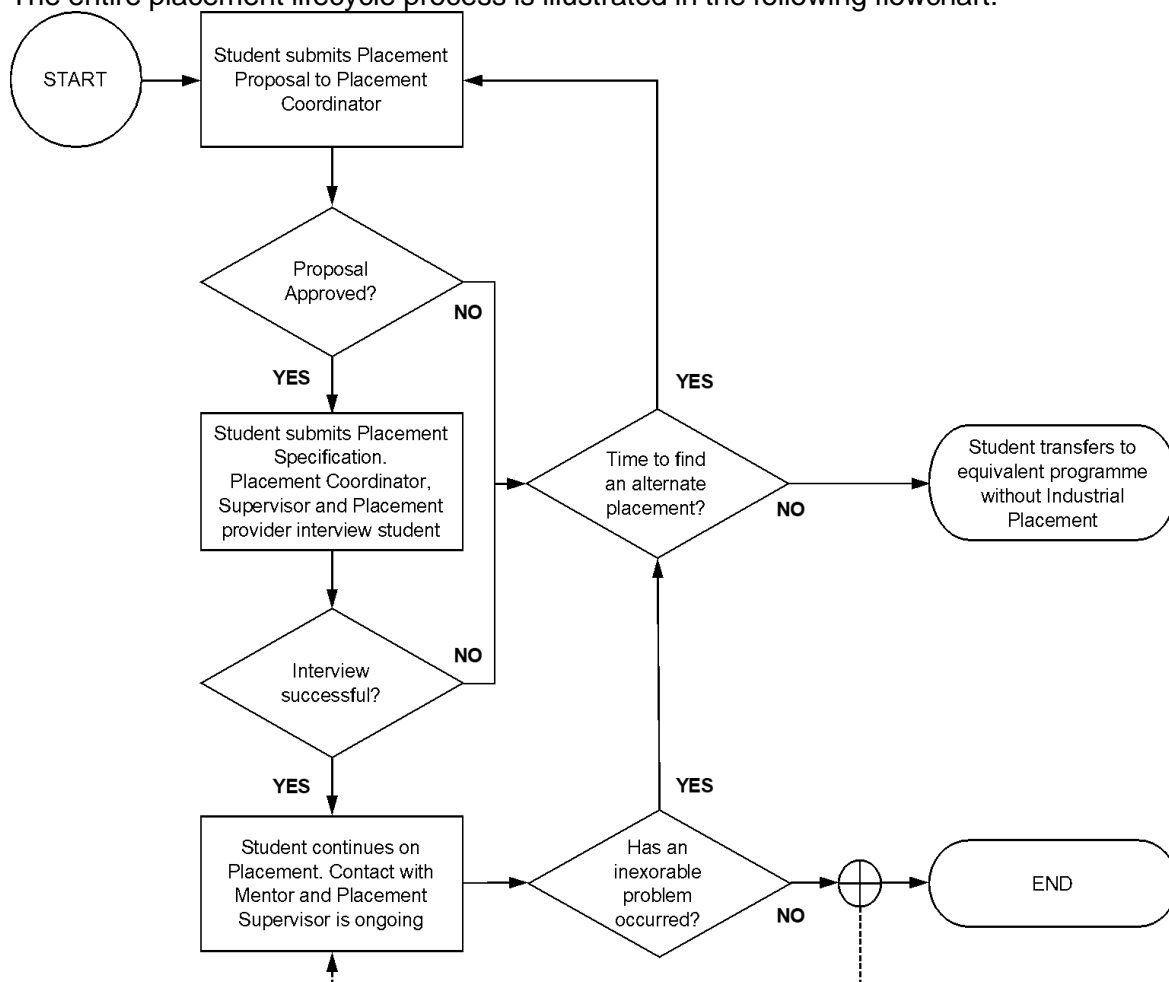 The entire placement lifecycle process is illustrated in the following flowchart.
START
Student submits Placement
Proposal to Placement
Coordinator
Proposal
Approved?
NO
YES
Student submits Placement
Specification.
Placement Coordinator,
Supervisor and Placement
provider interview student
Interview
successful?
NO
YES
Student continues on
Placement. Contact with
Mentor and Placement
Supervisor is ongoing
YES
Time to find
an alternate
placement?
NO
Student transfers to
equivalent programme
without Industrial
Placement
YES
Has an
inexorable
problem
occurred?
NO
END